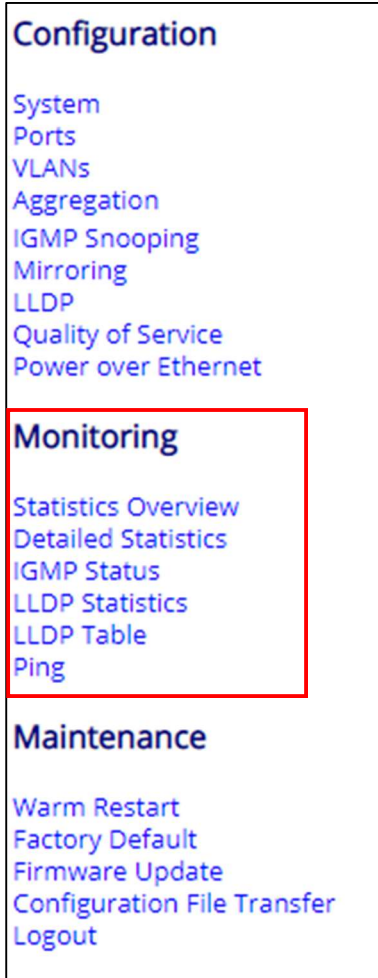 Configuration
System
Ports
VLANs
Aggregation
IGMP Snooping
Mirroring
LLDP
Quality of Service
Power over Ethernet
Monitoring
Statistics Overview
Detailed Statistics
IGMP Status
LLDP Statistics
LLDP Table
Ping
Maintenance
Warm Restart
Factory Default
Firmware Update
Configuration File Transfer
Logout